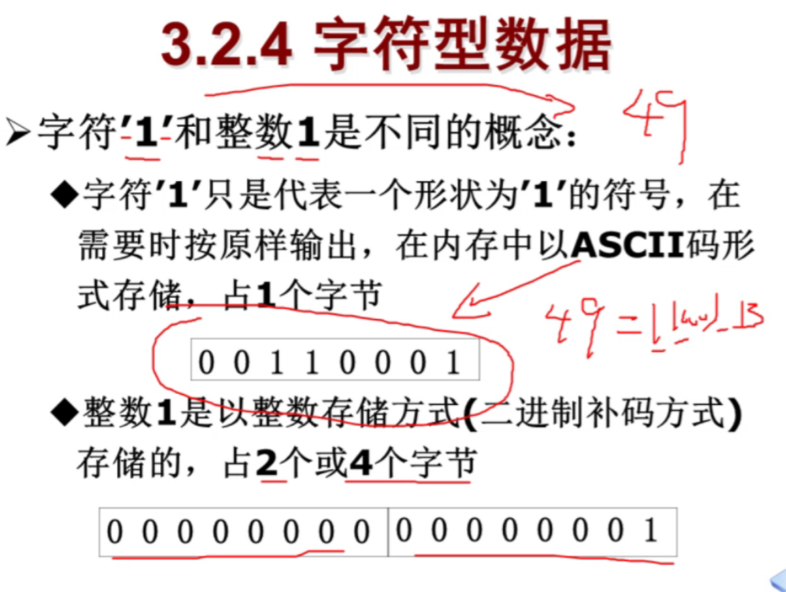 3.2.4 字符型数据
➢字符′1′和整数1是不同的概念：
49
◆字符′1′只是代表一个形状为′1′的符号，在
需要时按原样输出，在内存中以ASCII码形
式存储，占1个字节
49=
0 0 1 1 0 0 0 1
◆整数1是以整数存储方式(二进制补码方式)
存储的，占2个或4个字节
0 0 0 0 0 0 0 0 0 0 0 0 0 0 0 1